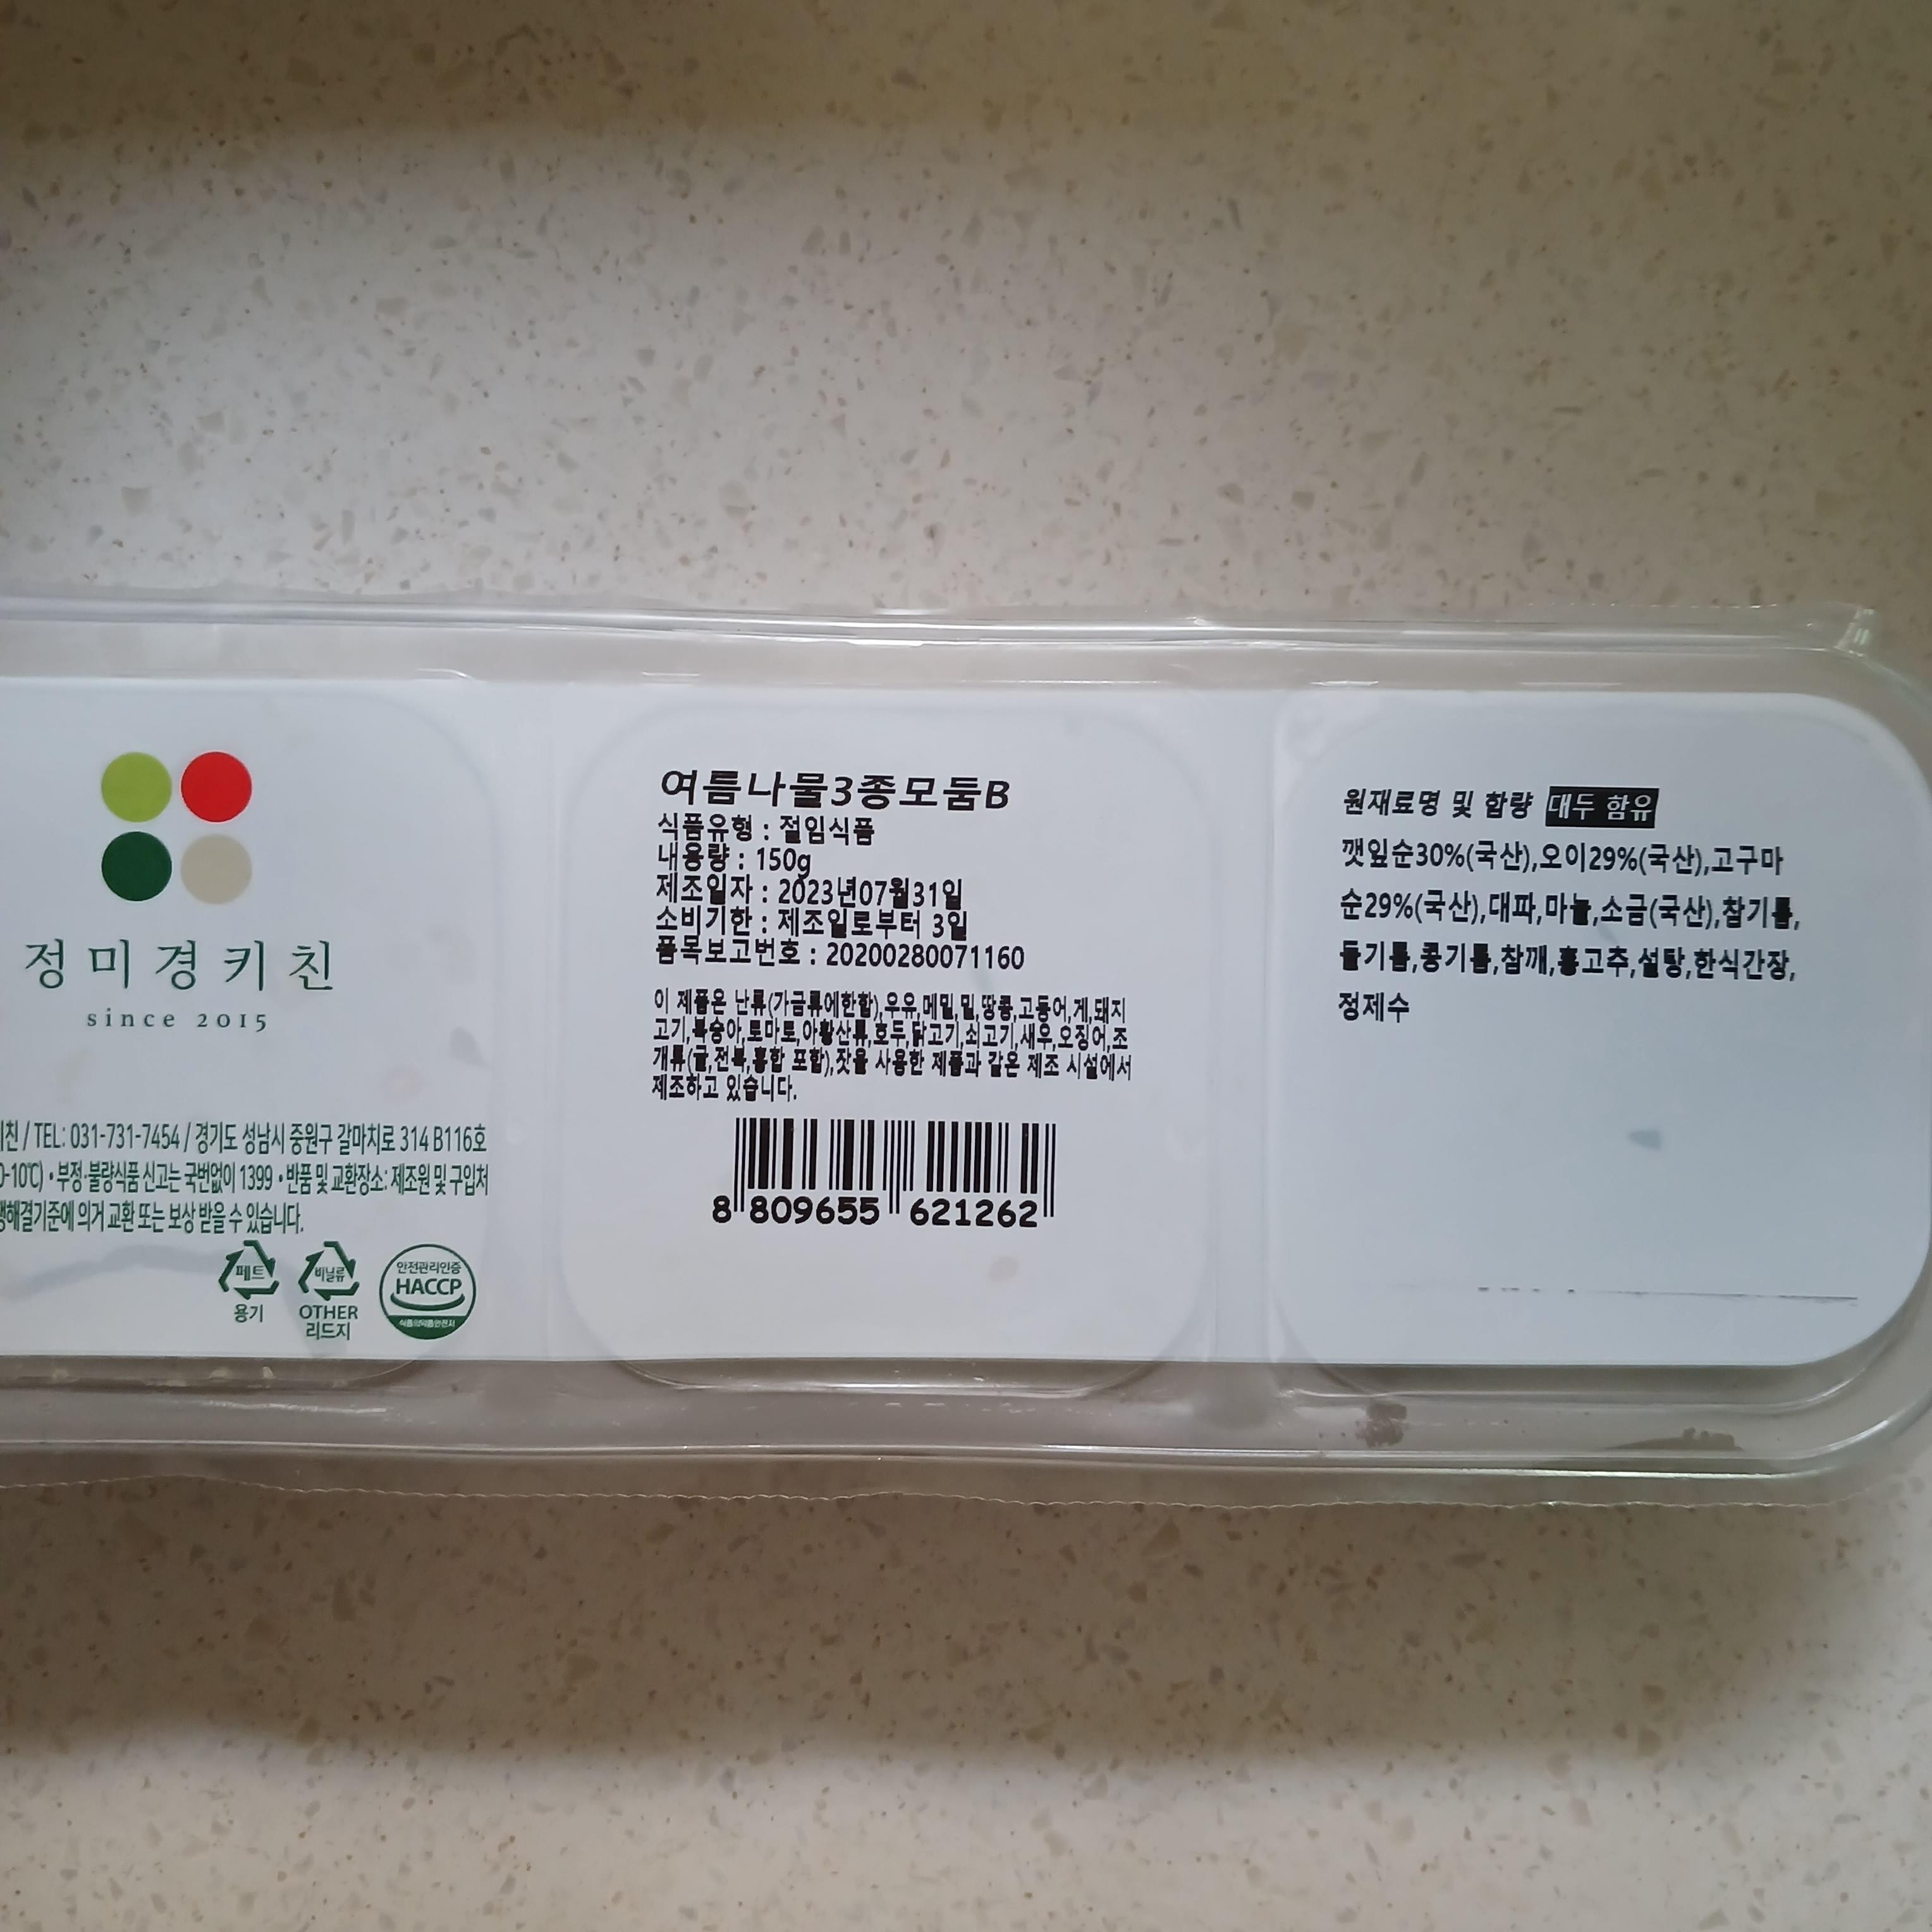 정미경키친
since 2015
키친 / TEL: 031-731-7454 / 경기도 성남시 중원구 갈마치로 314 B116호
0-10℃) • 부정·불량식품 신고는 국번없이 1399 • 반품 및 교환장소: 제조원 및 구입처
쟁해결기준에 의거 교환 또는 보상 받을 수 있습니다.
페트
용기
비닐류
OTHER
리드지
안전관리인증
HACCP
식품의약품안전처
여름나물3종모둠B
식품유형 : 절임식품
내용량 : 150g
제조일자 : 2023년07월31일
소비기한 : 제조일로부터 3일
품목보고번호 : 20200280071160
이 제품은 난류(가금류에한함),우유,메밀,밀,땅콩,고등어,게,돼지
고기,복숭아,토마토,아황산류,호두,닭고기,쇠고기,새우,오징어,조
개류(굴,전복,홍합 포함),잣을 사용한 제품과 같은 제조 시설에서
제조하고 있습니다.
8 809655 621262
원재료명 및 함량 대두 함유
깻잎순30%(국산),오이29%(국산),고구마
순29%(국산),대파,마늘,소금(국산),참기름,
들기름,콩기름,참깨,홍고추,설탕,한식간장,
정제수